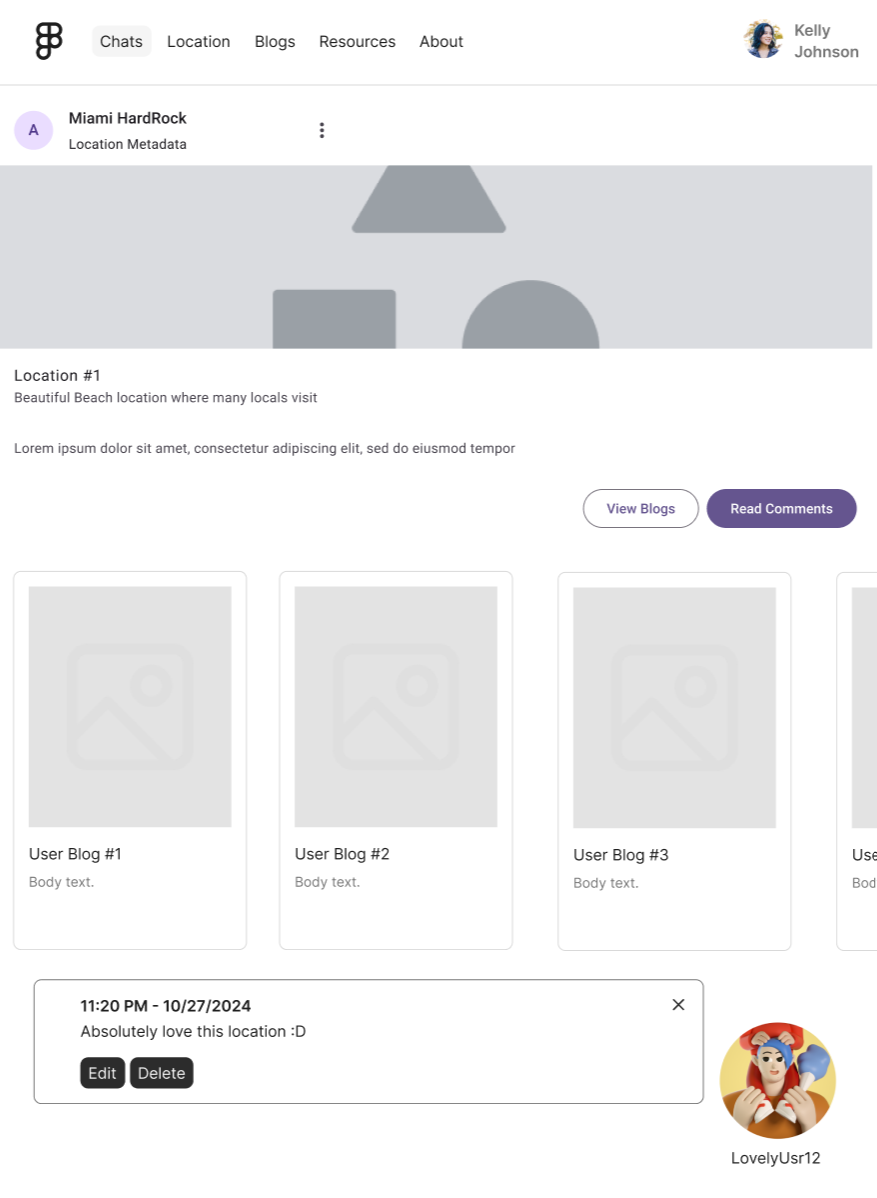 Chats Location Blogs Resources About
Kelly
Johnson
A
Miami HardRock
Location Metadata
Location #1
Beautiful Beach location where many locals visit
Lorem ipsum dolor sit amet, consectetur adipiscing elit, sed do eiusmod tempor
View Blogs
Read Comments
User Blog #1
Body text.
User Blog #2
Body text.
User Blog #3
Body text.
Use
Bod
11:20 PM - 10/27/2024
Absolutely love this location :D
Edit
Delete
LovelyUsr12